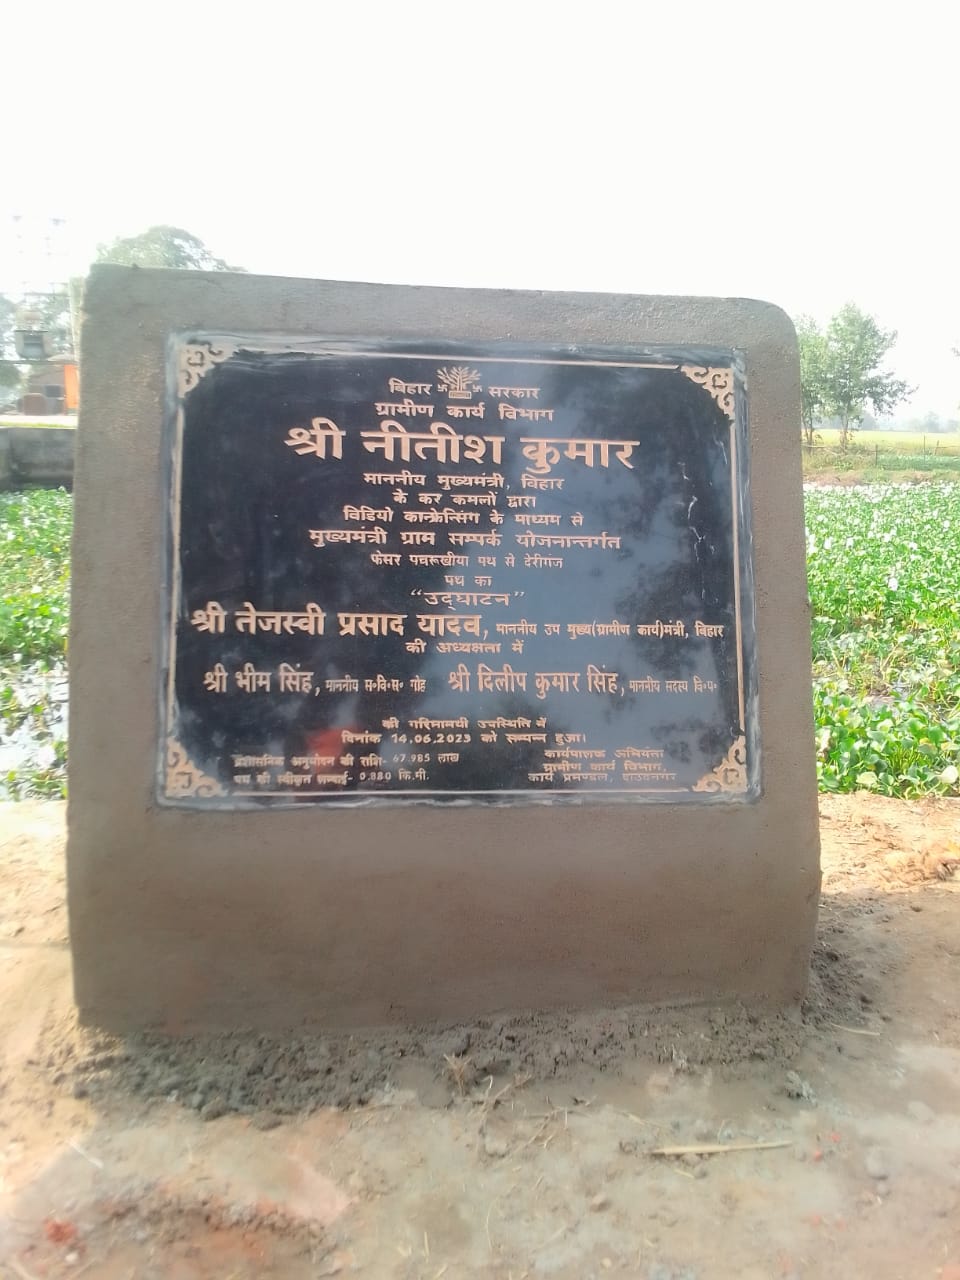 बिहार सरकार
ग्रामीण कार्य विभाग
श्री नीतीश कुमार
माननीय मुख्यमंत्री, बिहार
के कर कमलों द्वारा
विडियो कान्फ्रेन्सिंग के माध्यम से
मुख्यमंत्री ग्राम सम्पर्क योजनान्तर्गत
फेसर पथरूखीया पथ से देरीगंज
पथ का
“उद्घाटन”
श्री तेजस्वी प्रसाद यादव, माननीय उप मुख्य(ग्रामीण कार्य)मंत्री, बिहार
की अध्यक्षता में
श्री भीम सिंह, माननीय स॰वि॰स॰ गोह श्री दिलीप कुमार सिंह, माननीय सदस्य वि॰प॰
की गरिमामयी उपस्थिति में
दिनांक 14.06.2023 को सम्पन्न हुआ।
प्रशासनिक अनुमोदन की राशि- 67.985 लाख
पथ की स्वीकृत लम्बाई- 0.880 कि.मी.
कार्यपालक अभियंता
ग्रामीण कार्य विभाग,
कार्य प्रमण्डल, दाउदनगर